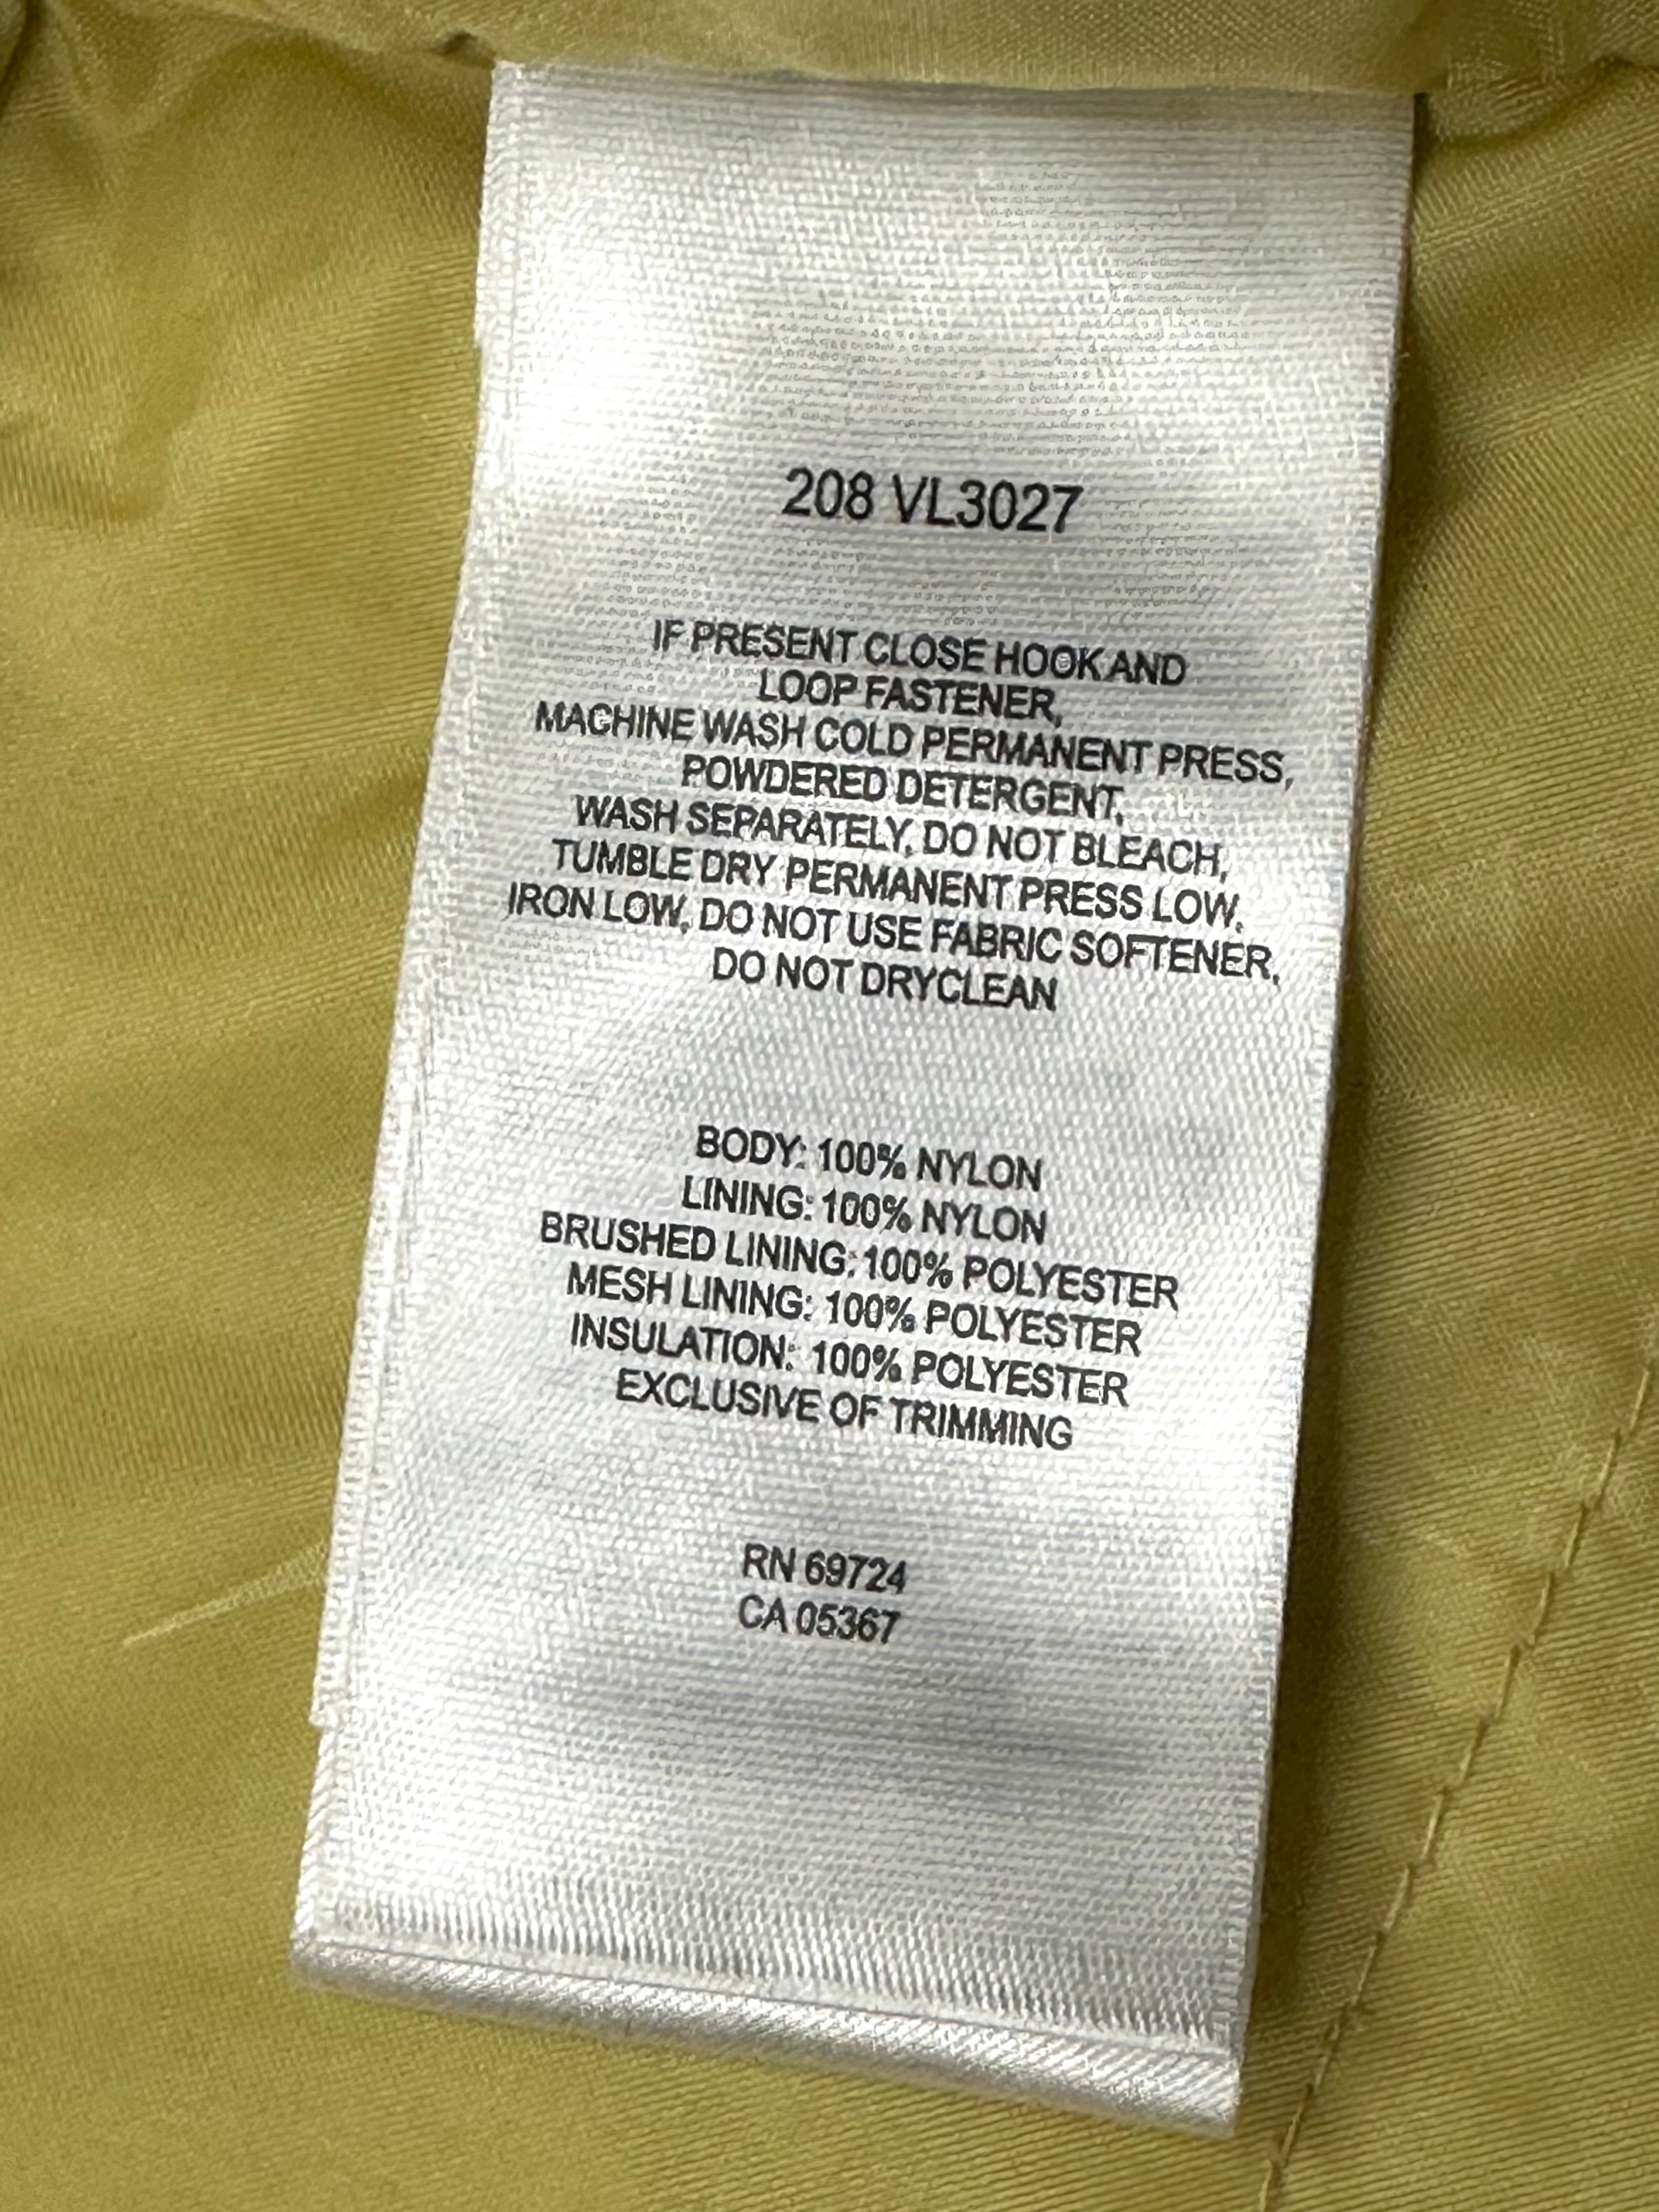 208 VL3027
IF PRESENT CLOSE HOOK AND
LOOP FASTENER,
MACHINE WASH COLD PERMANENT PRESS,
POWDERED DETERGENT,
WASH SEPARATELY, DO NOT BLEACH,
TUMBLE DRY PERMANENT PRESS LOW,
IRON LOW, DO NOT USE FABRIC SOFTENER,
DO NOT DRYCLEAN
BODY: 100% NYLON
LINING: 100% NYLON
BRUSHED LINING: 100% POLYESTER
MESH LINING: 100% POLYESTER
INSULATION: 100% POLYESTER
EXCLUSIVE OF TRIMMING
RN 69724
CA 05367